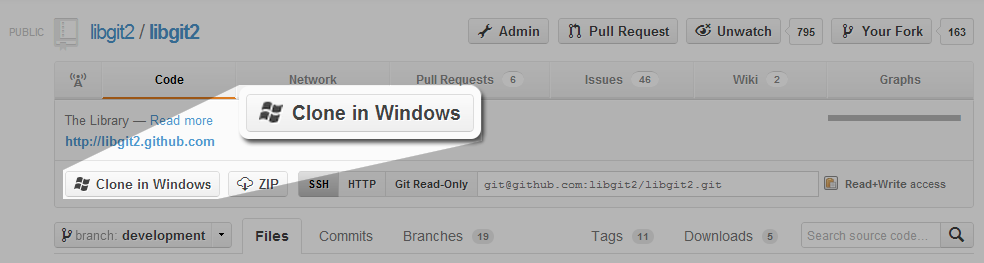 PUBLIC libgit2 / libgit2 Admin Pull Request Unwatch 795 Your Fork 163
Code Network Pull Requests 6 Issues 46 Wiki 2 Graphs
Clone in Windows
The Library — Read more
http://libgit2.github.com
Clone in Windows ZIP SSH HTTP Git Read-Only git@github.com:libgit2/libgit2.git Read+Write access
branch: development Files Commits Branches 19 Tags 11 Downloads 5 Search source code...